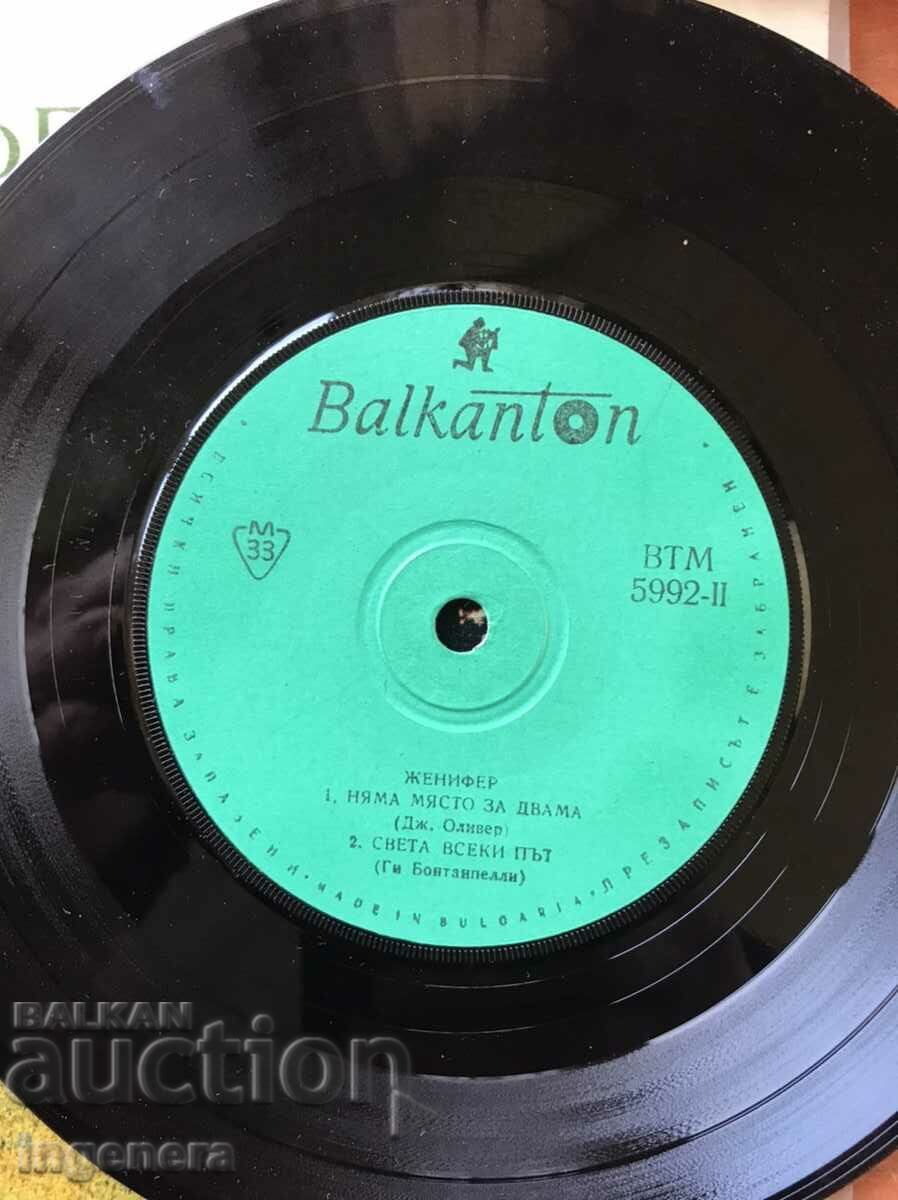 Balkanton
М
33
ВТМ
5992-II
ЖЕНИФЕР
1. НЯМА МЯСТО ЗА ДВАМА
(Дж. Оливер)
2. СВЕТА ВСЕКИ ПЪТ
(Ги Бонтанпелли)
ВСИЧКИ ПРАВА ЗАПАЗЕНИ • MADE IN BULGARIA • ПРЕЗАПИСЪТ Е ЗАБРАНЕН •
BALKAN
auction
ingenera